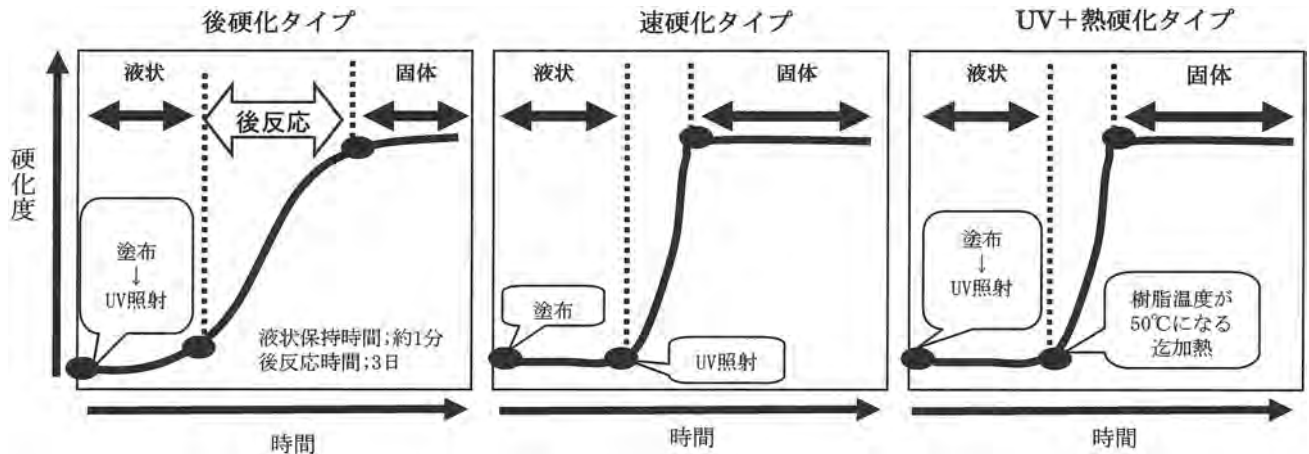 後硬化タイプ
硬化度
液状
後反応
固体
塗布
↓
UV照射
液状保持時間;約1分
後反応時間;3日
時間
速硬化タイプ
液状
固体
塗布
UV照射
時間
UV＋熱硬化タイプ
液状
固体
塗布
↓
UV照射
樹脂温度が
50℃になる
迄加熱
時間